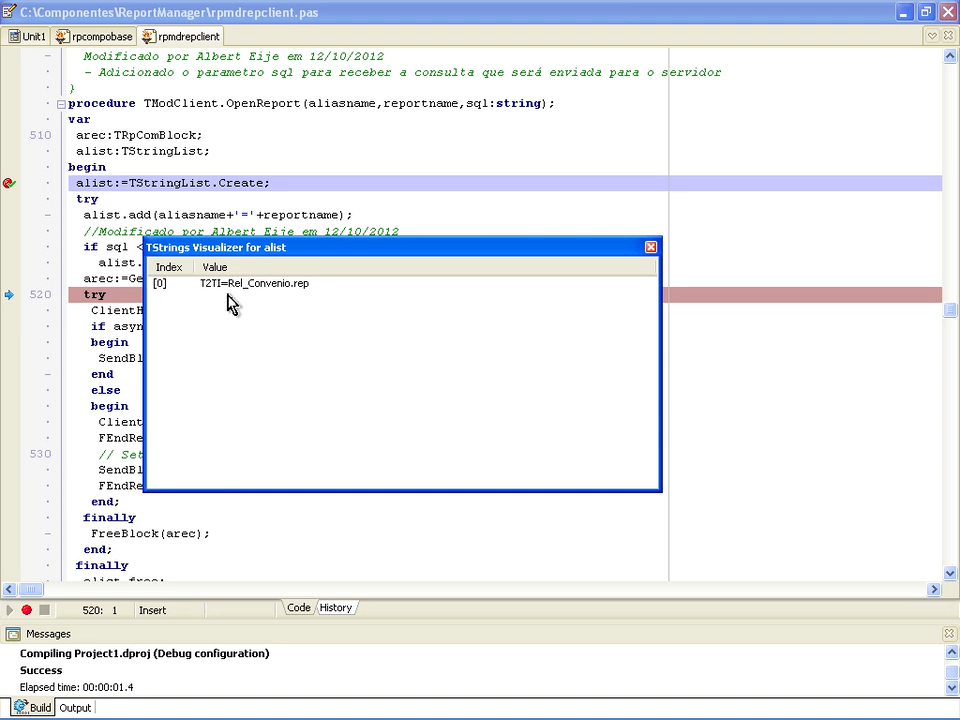 C:\Componentes\ReportManager\rpmdrepclient.pas
Unit1 rpcompobase rpmdrepclient
Modificado por Albert Eije em 12/10/2012
- Adicionado o parametro sql para receber a consulta que será enviada para o servidor
}
procedure TModClient.OpenReport(aliasname,reportname,sql:string);
var
510 arec:TRpComBlock;
alist:TStringList;
begin
alist:=TStringList.Create;
try
alist.add(aliasname+'='+reportname);
//Modificado por Albert Eije em 12/10/2012
if sql <
alist.
arec:=Ge
520 try
ClientH
if asyn
begin
SendBl
end
else
begin
Client
FEndRe
530 // Set
SendBl
FEndRe
end;
finally
FreeBlock(arec);
end;
finally
alist.free;
TStrings Visualizer for alist
Index Value
[0] T2TI=Rel_Convenio.rep
520: 1 Insert Code History
Messages
Compiling Project1.dproj (Debug configuration)
Success
Elapsed time: 00:00:01.4
Build Output